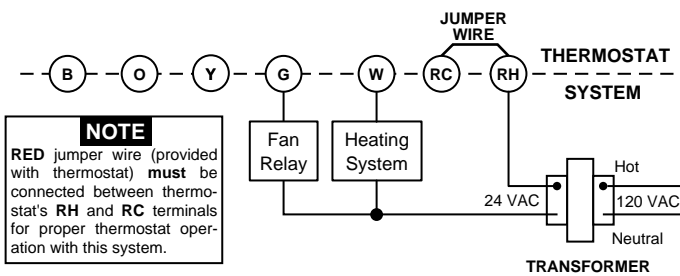 JUMPER
WIRE
THERMOSTAT
B O Y G W RC RH
SYSTEM
NOTE
RED jumper wire (provided
with thermostat) must be
connected between thermo-
stat's RH and RC terminals
for proper thermostat oper-
ation with this system.
Fan
Relay
Heating
System
Hot
24 VAC
120 VAC
Neutral
TRANSFORMER